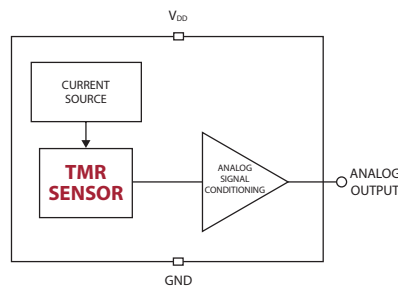 VDD
CURRENT
SOURCE
TMR
SENSOR
ANALOG
SIGNAL
CONDITIONING
ANALOG
OUTPUT
GND